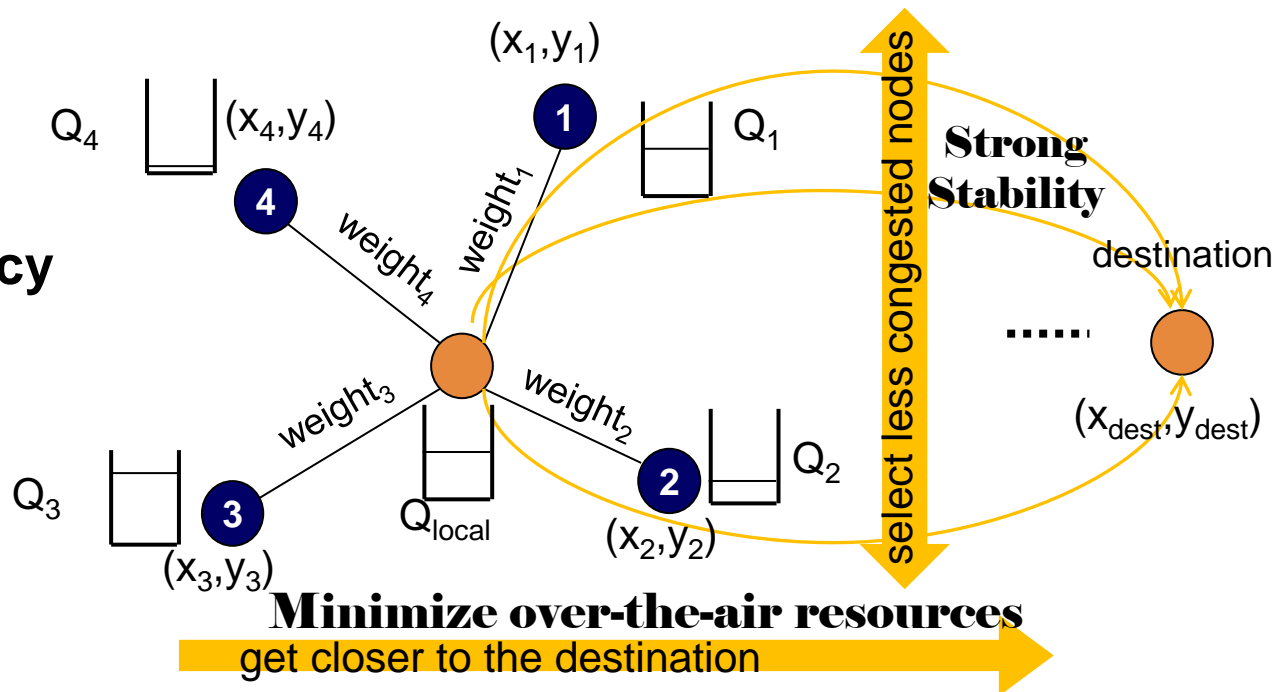 (x1,y1)
Q4
(x4,y4)
1
Q1
4
weight1
weight4
Strong
Stability
cy
destination
select less congested nodes
......
weight3
weight2
(xdest,ydest)
Q3
3
Qlocal
2
Q2
(x2,y2)
(x3,y3)
Minimize over-the-air resources
get closer to the destination